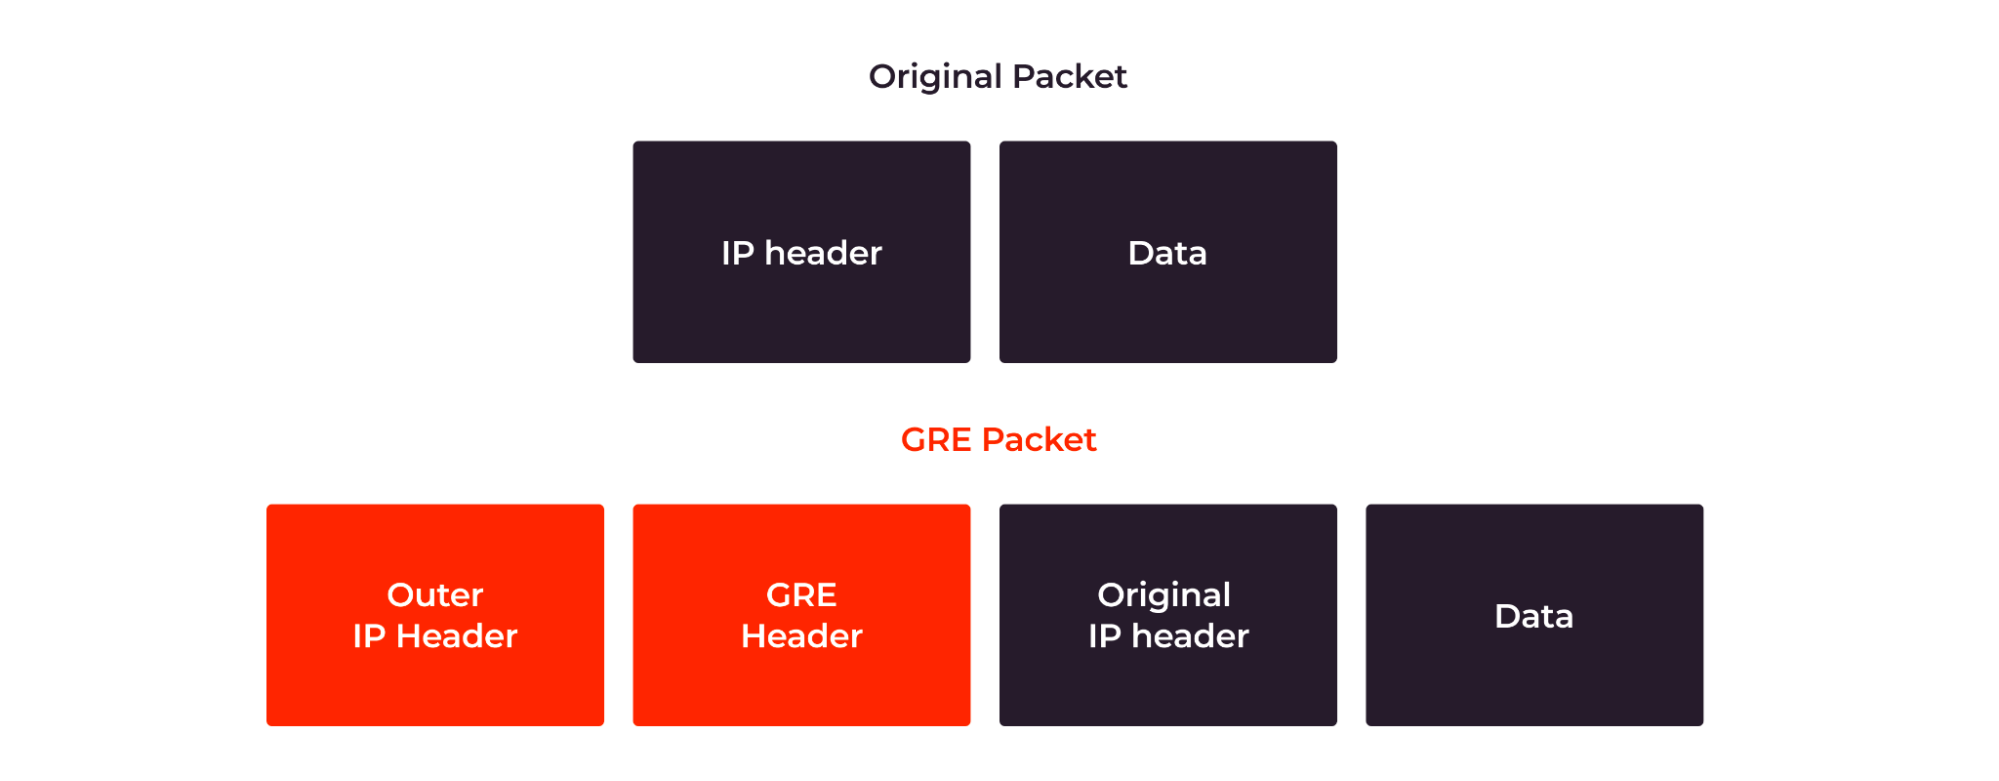 Original Packet
IP header
Data
GRE Packet
Outer
IP Header
GRE
Header
Original
IP header
Data